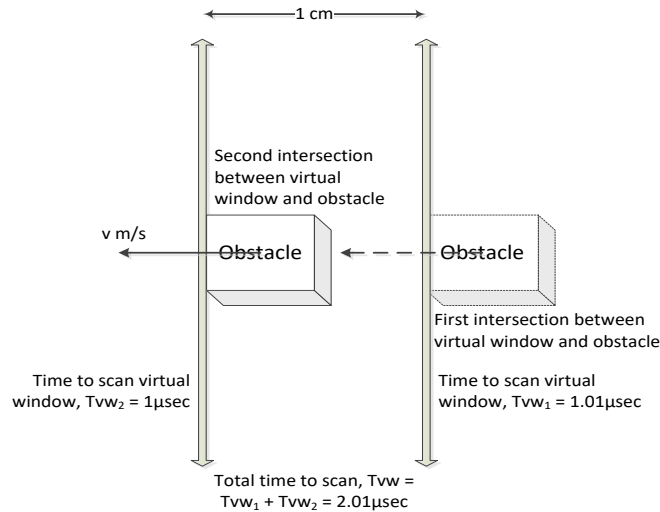 1 cm
Second intersection
between virtual
window and obstacle
v m/s
Obstacle
Obstacle
First intersection between
virtual window and obstacle
Time to scan virtual
window, Tvw₂ = 1µsec
Time to scan virtual
window, Tvw₁ = 1.01µsec
Total time to scan, Tvw =
Tvw₁ + Tvw₂ = 2.01µsec